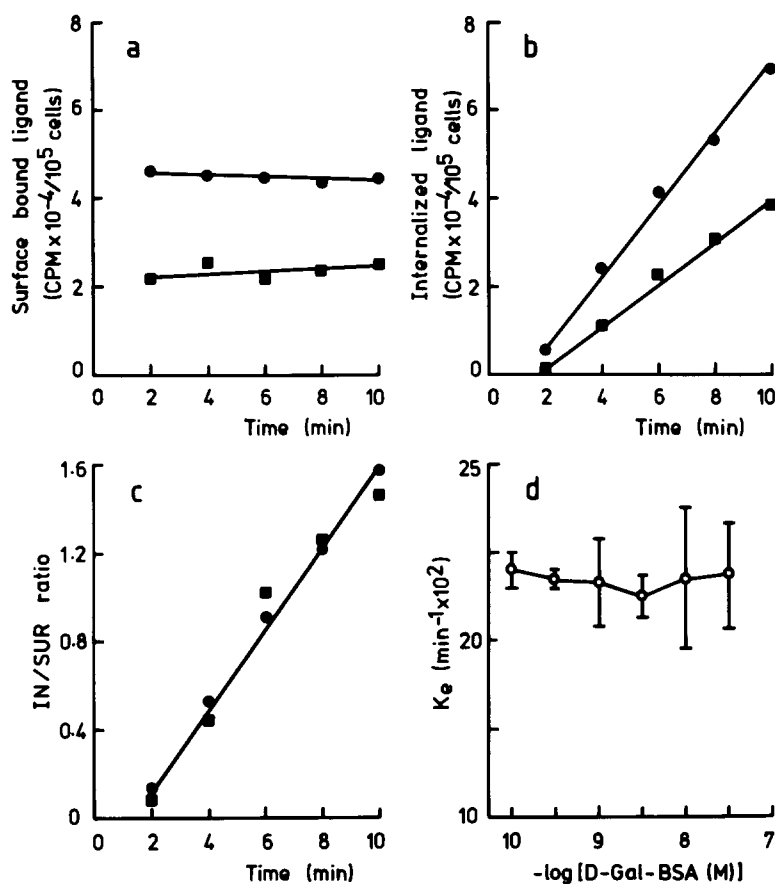 a
Surface bound ligand
(CPM x 10⁻⁴/10⁵ cells)
8
6
4
2
0
0 2 4 6 8 10
Time (min)
b
Internalized ligand
(CPM x 10⁻⁴/10⁵ cells)
8
6
4
2
0
0 2 4 6 8 10
Time (min)
c
IN/SUR ratio
1.6
1.2
0.8
0.4
0
0 2 4 6 8 10
Time (min)
d
Ke (min⁻¹x10²)
25
20
10
10 9 8 7
-log[D-Gal-BSA (M)]